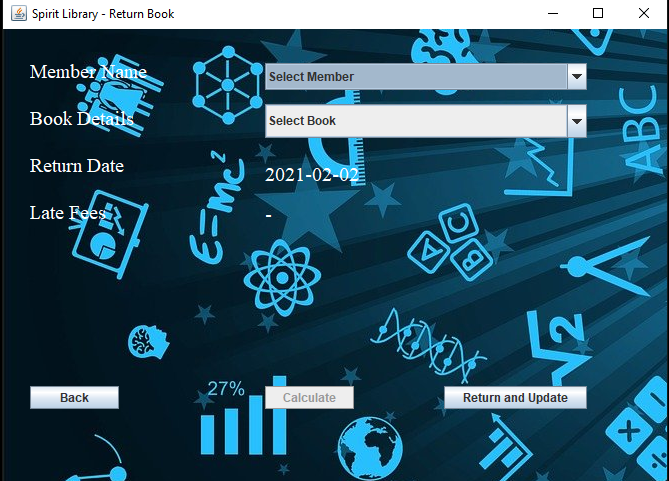 Spirit Library - Return Book
Member Name
Select Member
Book Details
Select Book
Return Date
2021-02-02
Late Fees
-
ABC
E=mc²
A
C
B
√2
27%
Back
Calculate
Return and Update